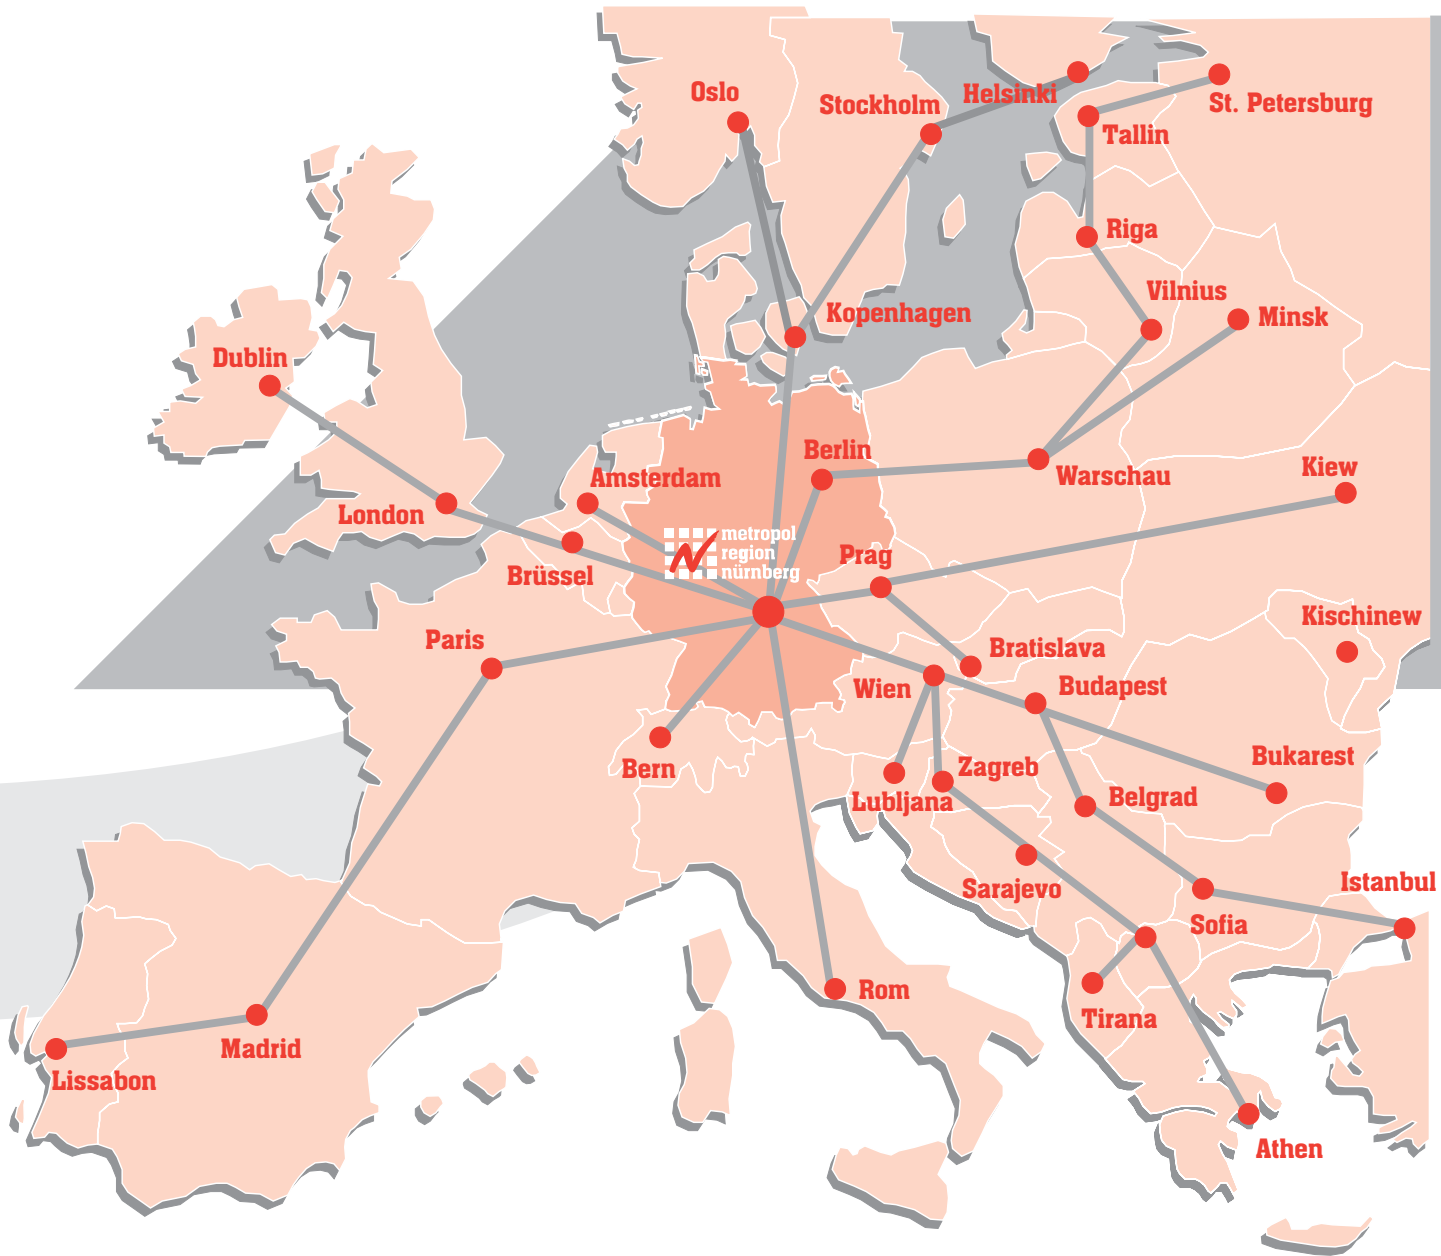 Oslo
Stockholm
Helsinki
St. Petersburg
Tallin
Riga
Vilnius
Minsk
Kopenhagen
Dublin
Berlin
Warschau
Kiew
Amsterdam
London
metropol
region
nürnberg
Brüssel
Prag
Kischinew
Paris
Bratislava
Wien
Budapest
Bern
Bukarest
Zagreb
Lubljana
Belgrad
Sarajevo
Istanbul
Sofia
Rom
Tirana
Madrid
Lissabon
Athen